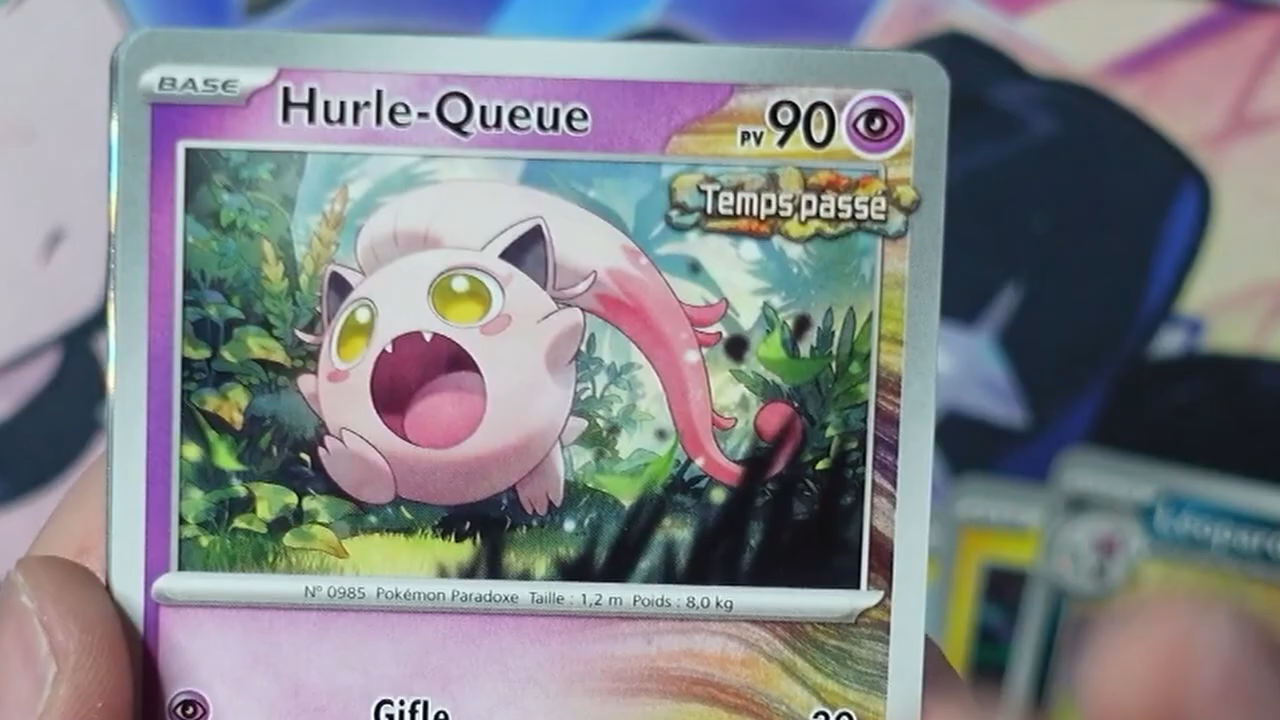 BASE
Hurle-Queue
PV 90
Temps passé
N° 0985 Pokémon Paradoxe Taille : 1,2 m Poids : 8,0 kg
Gifle